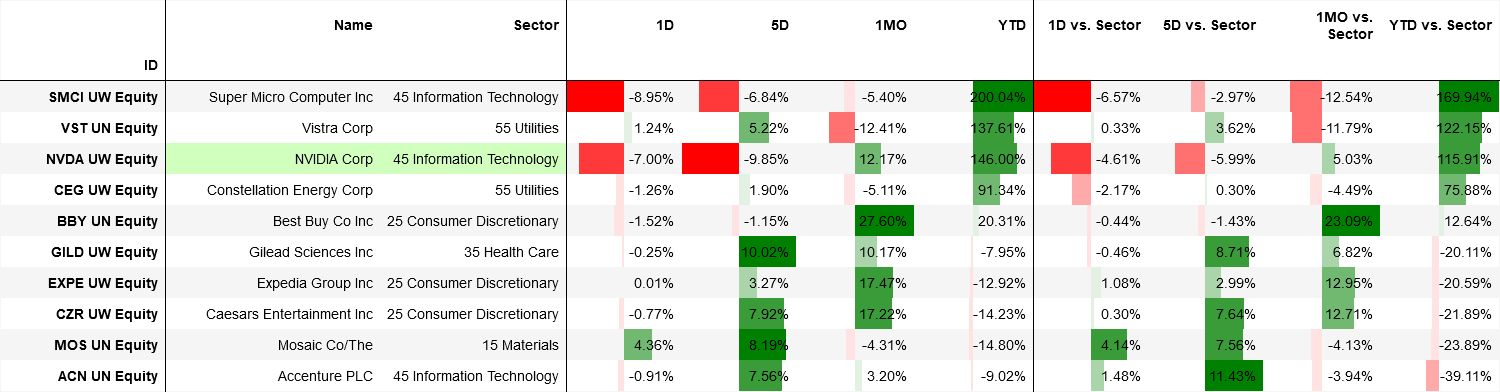 ID Name Sector 1D 5D 1MO YTD 1D vs. Sector 5D vs. Sector 1MO vs. Sector YTD vs. Sector
SMCI UW Equity Super Micro Computer Inc 45 Information Technology -8.95% -6.84% -5.40% 200.04% -6.57% -2.97% -12.54% 169.94%
VST UN Equity Vistra Corp 55 Utilities 1.24% 5.22% -12.41% 137.61% 0.33% 3.62% -11.79% 122.15%
NVDA UW Equity NVIDIA Corp 45 Information Technology -7.00% -9.85% 12.17% 146.00% -4.61% -5.99% 5.03% 115.91%
CEG UW Equity Constellation Energy Corp 55 Utilities -1.26% 1.90% -5.11% 91.34% -2.17% 0.30% -4.49% 75.88%
BBY UN Equity Best Buy Co Inc 25 Consumer Discretionary -1.52% -1.15% 27.60% 20.31% -0.44% -1.43% 23.09% 12.64%
GILD UW Equity Gilead Sciences Inc 35 Health Care -0.25% 10.02% 10.17% -7.95% -0.46% 8.71% 6.82% -20.11%
EXPE UW Equity Expedia Group Inc 25 Consumer Discretionary 0.01% 3.27% 17.47% -12.92% 1.08% 2.99% 12.95% -20.59%
CZR UW Equity Caesars Entertainment Inc 25 Consumer Discretionary -0.77% 7.92% 17.22% -14.23% 0.30% 7.64% 12.71% -21.89%
MOS UN Equity Mosaic Co/The 15 Materials 4.36% 8.19% -4.31% -14.80% 4.14% 7.56% -4.13% -23.89%
ACN UN Equity Accenture PLC 45 Information Technology -0.91% 7.56% 3.20% -9.02% 1.48% 11.43% -3.94% -39.11%